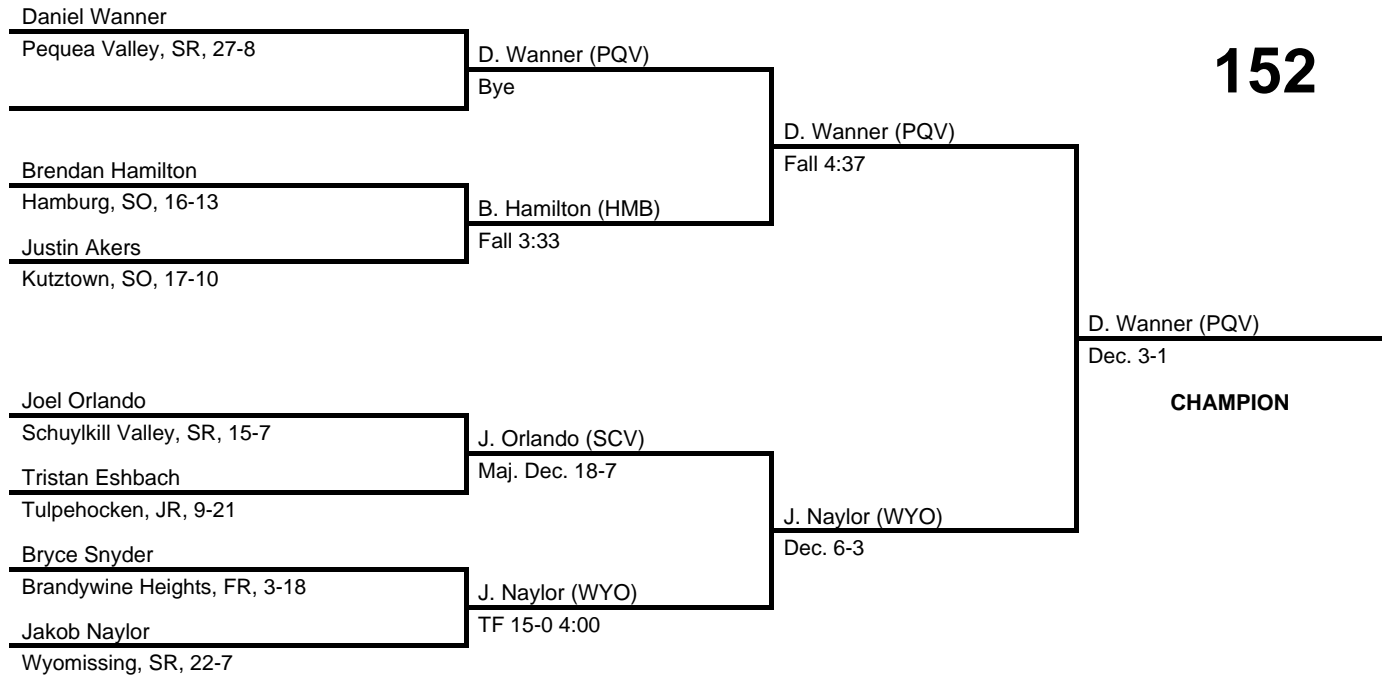 Daniel Wanner
Pequea Valley, SR, 27-8
D. Wanner (PQV)
Bye
152
D. Wanner (PQV)
Fall 4:37
Brendan Hamilton
Hamburg, SO, 16-13
B. Hamilton (HMB)
Fall 3:33
Justin Akers
Kutztown, SO, 17-10
D. Wanner (PQV)
Dec. 3-1
CHAMPION
Joel Orlando
Schuylkill Valley, SR, 15-7
J. Orlando (SCV)
Maj. Dec. 18-7
Tristan Eshbach
Tulpehocken, JR, 9-21
J. Naylor (WYO)
Dec. 6-3
Bryce Snyder
Brandywine Heights, FR, 3-18
J. Naylor (WYO)
TF 15-0 4:00
Jakob Naylor
Wyomissing, SR, 22-7